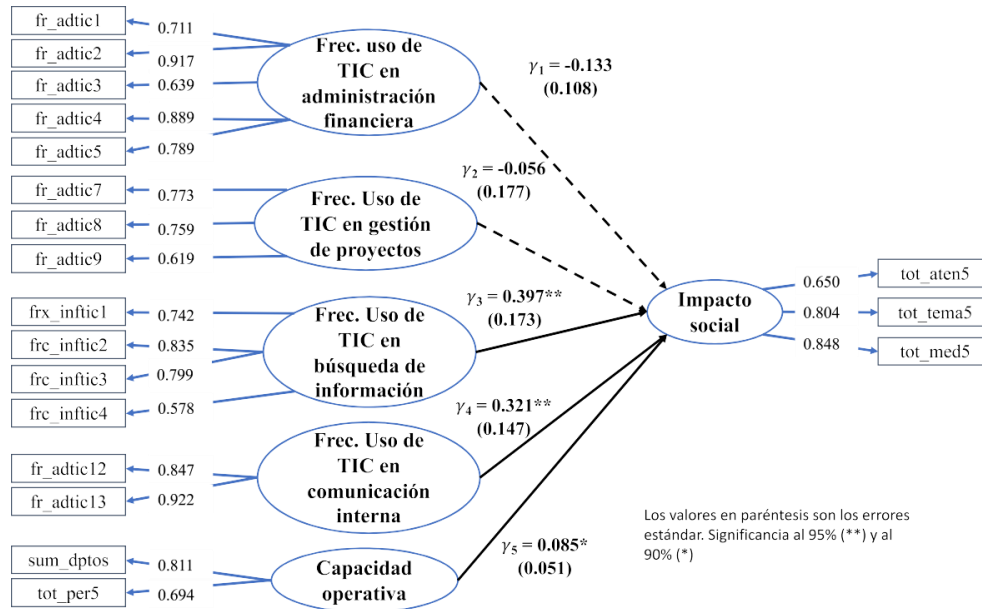 fr_adtic1
0.711
fr_adtic2
0.917
fr_adtic3
0.639
fr_adtic4
0.889
fr_adtic5
0.789
Frec. uso de
TIC en
administración
financiera
γ1 = -0.133
(0.108)
fr_adtic7
0.773
fr_adtic8
0.759
fr_adtic9
0.619
Frec. Uso de
TIC en gestión
de proyectos
γ2 = -0.056
(0.177)
frx_inftic1
0.742
frc_inftic2
0.835
frc_inftic3
0.799
frc_inftic4
0.578
Frec. Uso de
TIC en
búsqueda de
información
γ3 = 0.397**
(0.173)
fr_adtic12
0.847
fr_adtic13
0.922
Frec. Uso de
TIC en
comunicación
interna
γ4 = 0.321**
(0.147)
sum_dptos
0.811
tot_per5
0.694
Capacidad
operativa
γ5 = 0.085*
(0.051)
Impacto
social
0.650
tot_aten5
0.804
tot_tema5
0.848
tot_med5
Los valores en paréntesis son los errores
estándar. Significancia al 95% (**) y al
90% (*)